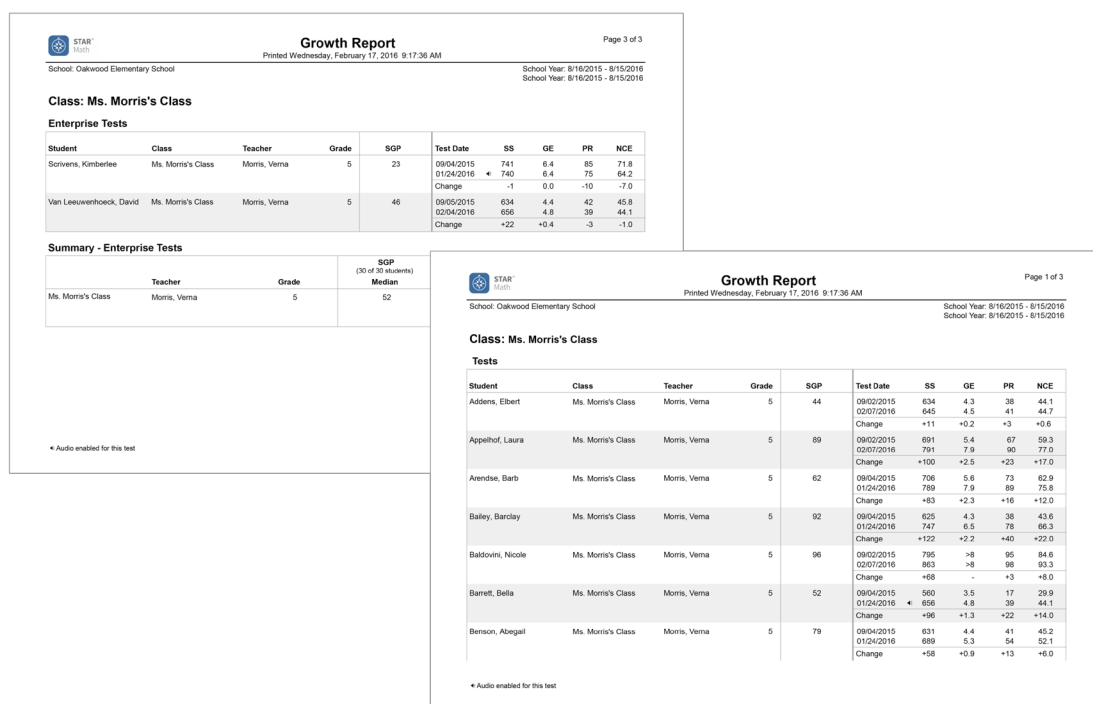 STAR™
Math
Growth Report
Page 3 of 3
Printed Wednesday, February 17, 2016 9:17:36 AM
School: Oakwood Elementary School
School Year: 8/16/2015 - 8/15/2016
School Year: 8/16/2015 - 8/15/2016
Class: Ms. Morris's Class
Enterprise Tests
Student Class Teacher Grade SGP Test Date SS GE PR NCE
Scrivens, Kimberlee Ms. Morris's Class Morris, Verna 5 23 09/04/2015 741 6.4 85 71.8
01/24/2016 740 6.4 75 64.2
Change -1 0.0 -10 -7.0
Van Leeuwenhoeck, David Ms. Morris's Class Morris, Verna 5 46 09/05/2015 634 4.4 42 45.8
02/04/2016 656 4.8 39 44.1
Change +22 +0.4 -3 -1.0
Summary - Enterprise Tests
SGP
(30 of 30 students)
Teacher Grade Median
Ms. Morris's Class Morris, Verna 5 52
Audio enabled for this test
STAR™
Math
Growth Report
Page 1 of 3
Printed Wednesday, February 17, 2016 9:17:36 AM
School: Oakwood Elementary School
School Year: 8/16/2015 - 8/15/2016
School Year: 8/16/2015 - 8/15/2016
Class: Ms. Morris's Class
Tests
Student Class Teacher Grade SGP Test Date SS GE PR NCE
Addens, Elbert Ms. Morris's Class Morris, Verna 5 44 09/02/2015 634 4.3 38 44.1
02/07/2016 645 4.5 41 44.7
Change +11 +0.2 +3 +0.6
Appelhof, Laura Ms. Morris's Class Morris, Verna 5 89 09/02/2015 691 5.4 67 59.3
02/07/2016 791 7.9 90 77.0
Change +100 +2.5 +23 +17.0
Arendse, Barb Ms. Morris's Class Morris, Verna 5 62 09/04/2015 706 5.6 73 62.9
01/24/2016 789 7.9 89 75.8
Change +83 +2.3 +16 +12.0
Bailey, Barclay Ms. Morris's Class Morris, Verna 5 92 09/04/2015 625 4.3 38 43.6
01/24/2016 747 6.5 78 66.3
Change +122 +2.2 +40 +22.0
Baldovini, Nicole Ms. Morris's Class Morris, Verna 5 96 09/02/2015 795 >8 95 84.6
02/07/2016 863 >8 98 93.3
Change +68 - +3 +8.0
Barrett, Bella Ms. Morris's Class Morris, Verna 5 52 09/04/2015 560 3.5 17 29.9
01/24/2016 656 4.8 39 44.1
Change +96 +1.3 +22 +14.0
Benson, Abegail Ms. Morris's Class Morris, Verna 5 79 09/04/2015 631 4.4 41 45.2
01/24/2016 689 5.3 54 52.1
Change +58 +0.9 +13 +6.0
Audio enabled for this test